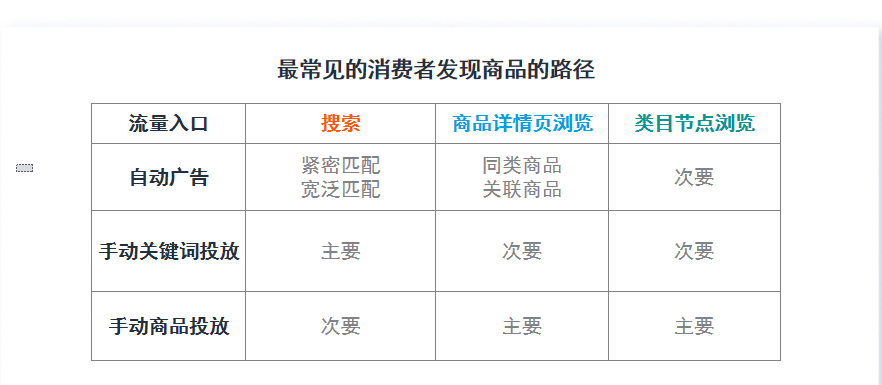 最常见的消费者发现商品的路径
流量入口 搜索 商品详情页浏览 类目节点浏览
自动广告 紧密匹配 同类商品 次要
宽泛匹配 关联商品
手动关键词投放 主要 次要 次要
手动商品投放 次要 主要 主要